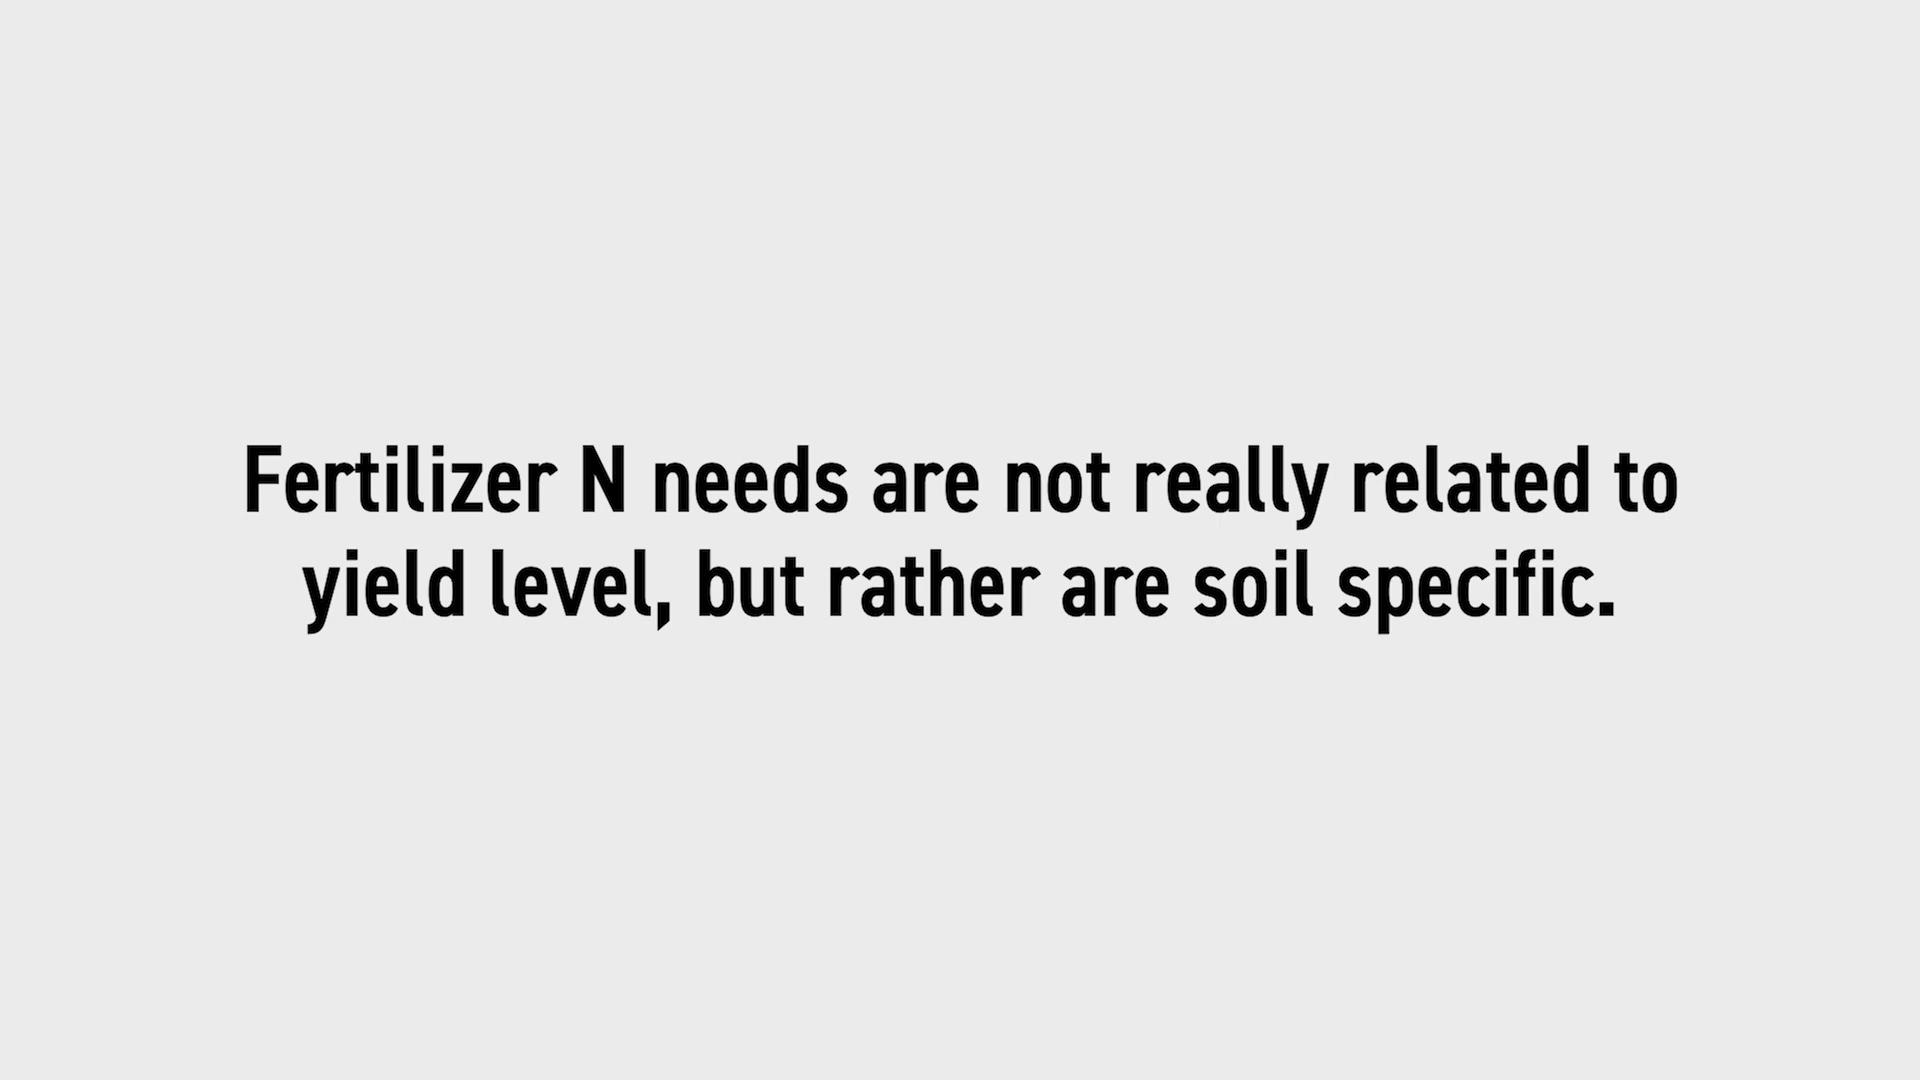 Fertilizer N needs are not really related to
yield level, but rather are soil specific.